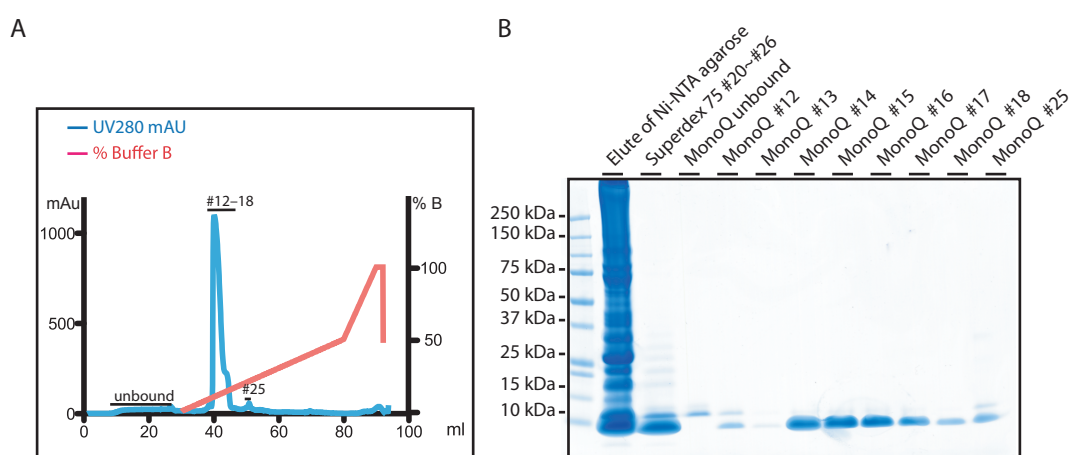 A
UV280 mAU
% Buffer B
mAu
% B
#12–18
1000
100
500
50
unbound
#25
0
0
0
20
40
60
80
100
ml
B
Elute of Ni-NTA agarose
Superdex 75 #20~#26
MonoQ unbound
MonoQ #12
MonoQ #13
MonoQ #14
MonoQ #15
MonoQ #16
MonoQ #17
MonoQ #18
MonoQ #25
250 kDa
150 kDa
75 kDa
50 kDa
37 kDa
25 kDa
15 kDa
10 kDa